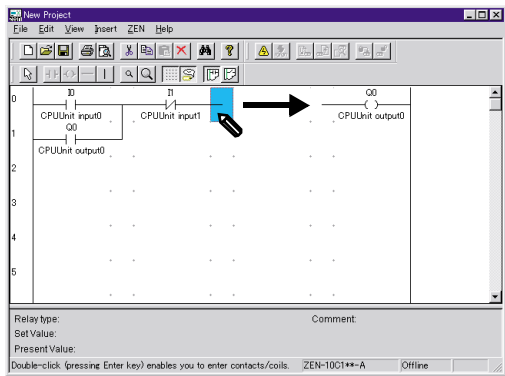 New Project
File Edit View Insert ZEN Help
0 I0 I1 Q0
CPUUnit input0 CPUUnit input1 CPUUnit output0
1 Q0
CPUUnit output0
2
3
4
5
Relay type: Comment:
Set Value:
Present Value:
Double-click (pressing Enter key) enables you to enter contacts/coils. ZEN-10C1**-A Offline